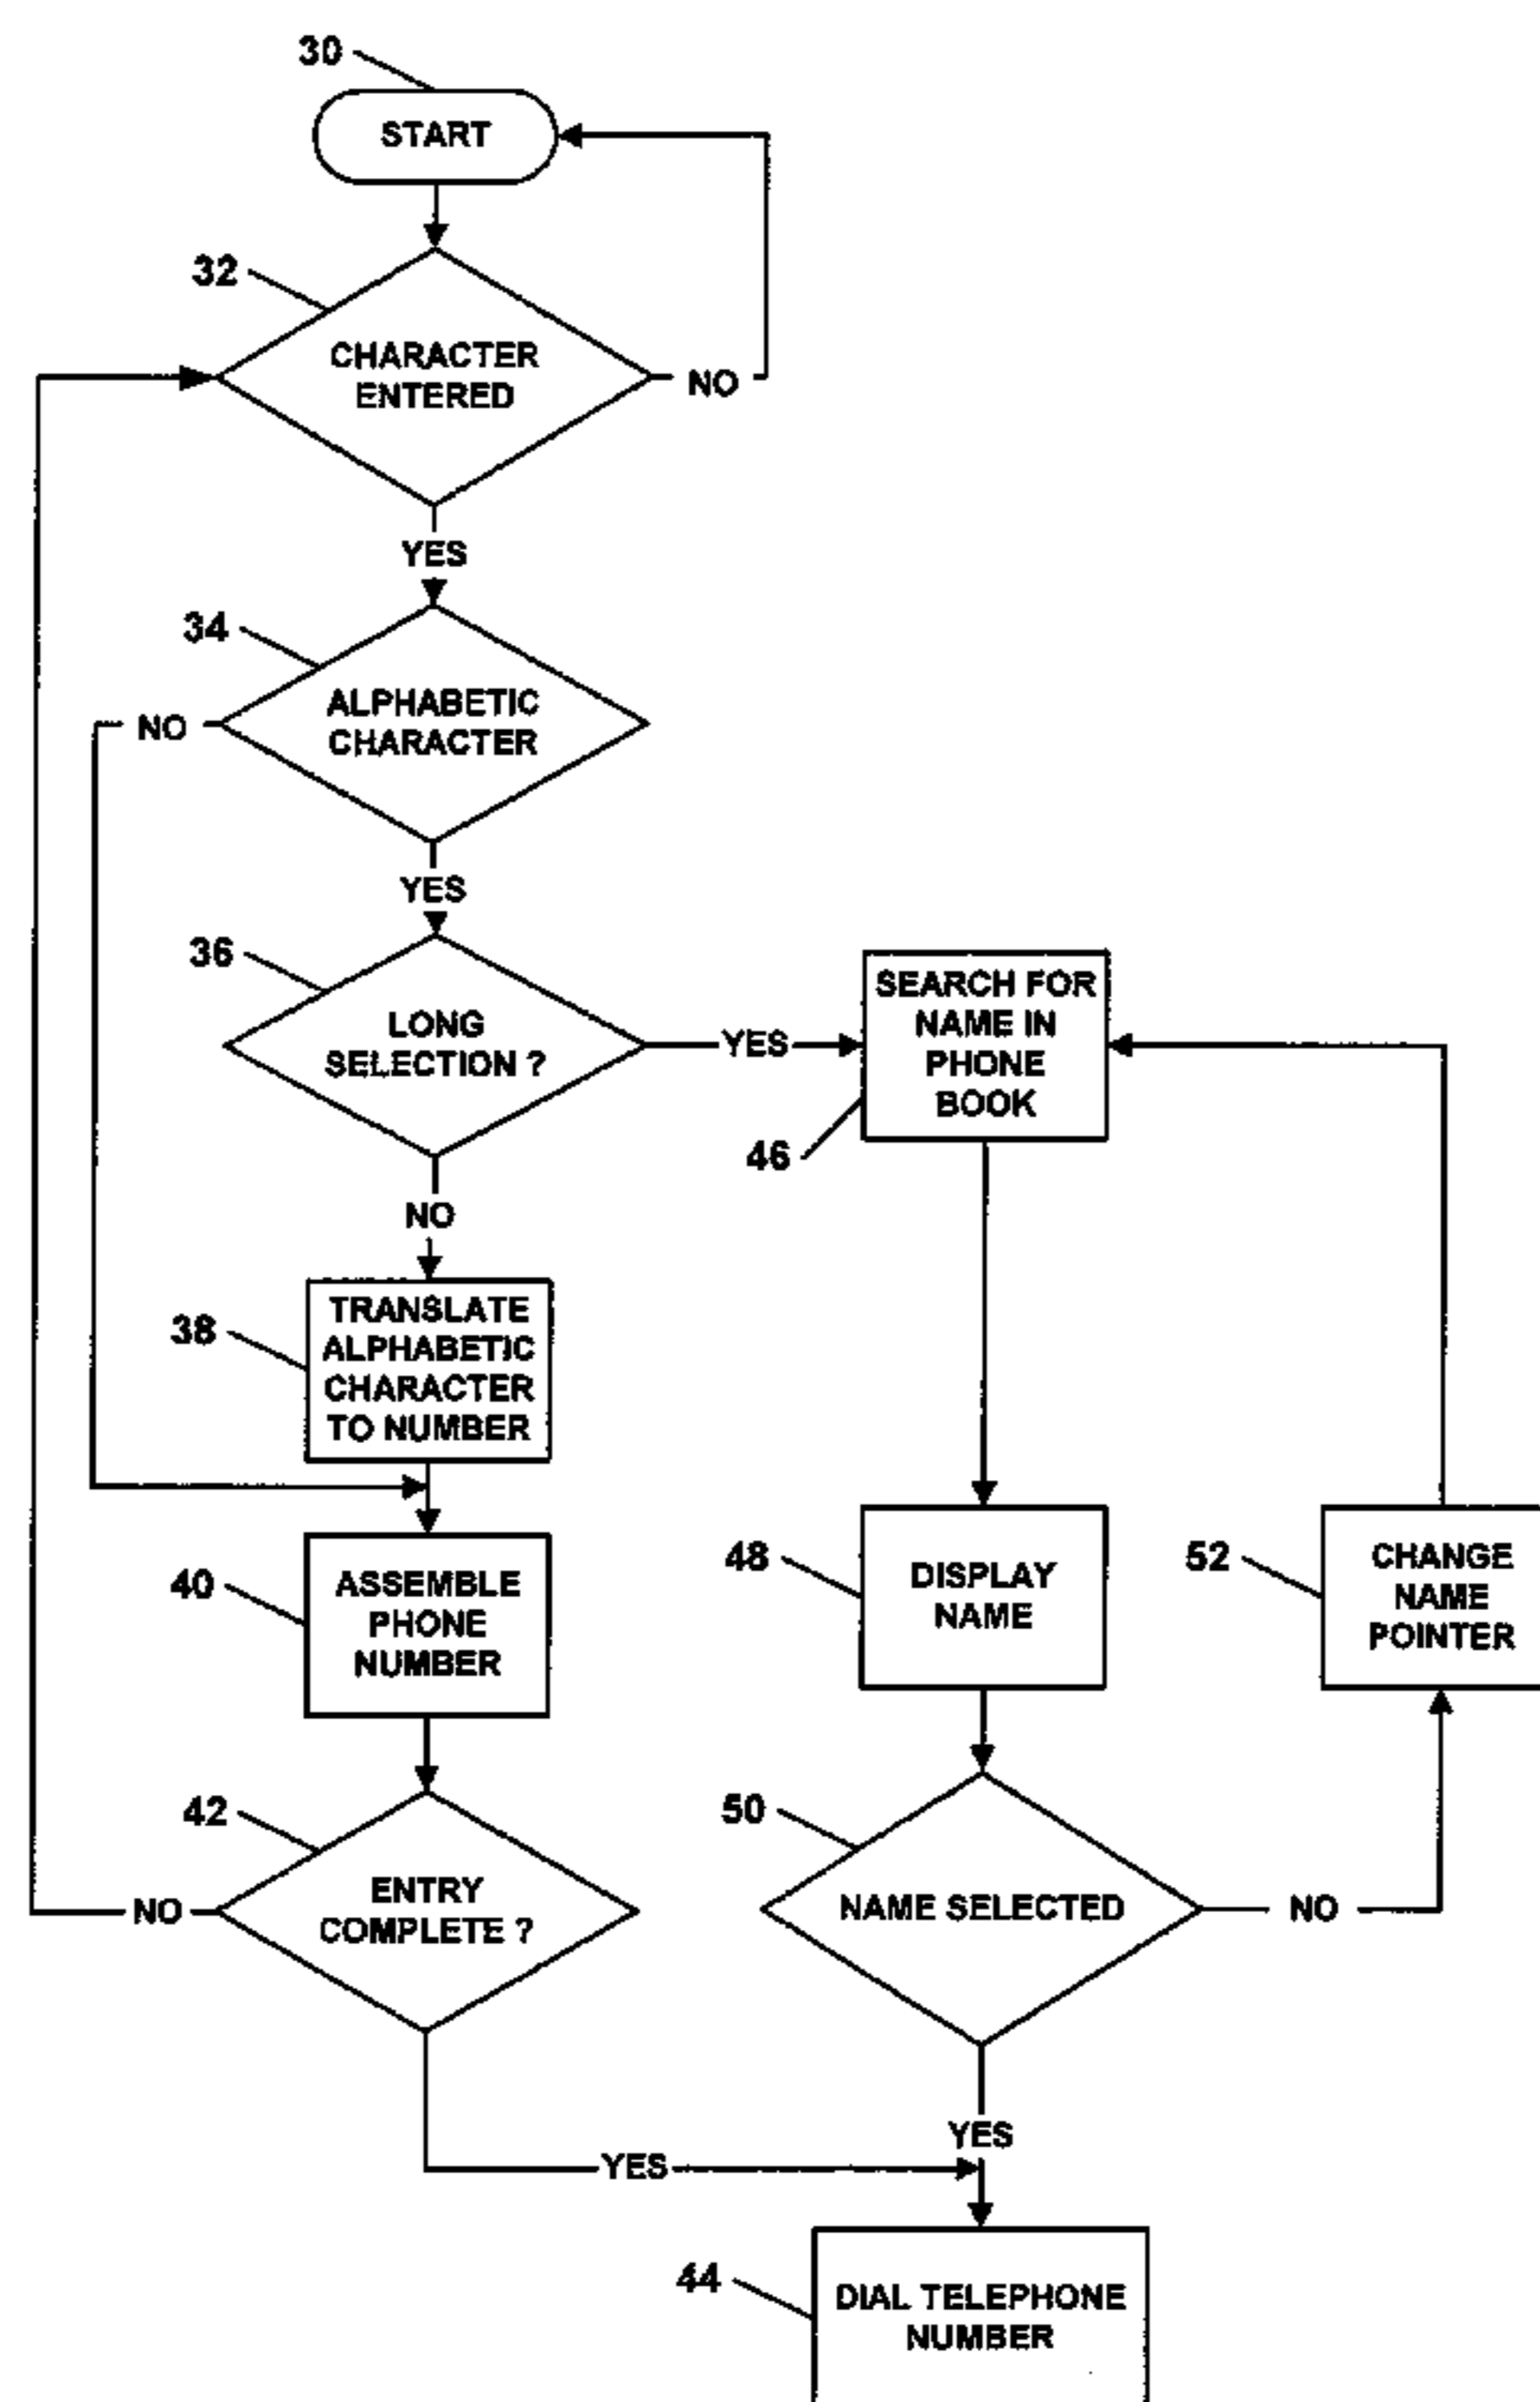 30
START
32
CHARACTER
ENTERED
NO
YES
34
ALPHABETIC
CHARACTER
NO
YES
36
LONG
SELECTION ?
YES
SEARCH FOR
NAME IN
PHONE
BOOK
46
NO
38
TRANSLATE
ALPHABETIC
CHARACTER
TO NUMBER
40
ASSEMBLE
PHONE
NUMBER
48
DISPLAY
NAME
52
CHANGE
NAME
POINTER
42
ENTRY
COMPLETE ?
NO
50
NAME SELECTED
NO
YES
YES
44
DIAL TELEPHONE
NUMBER